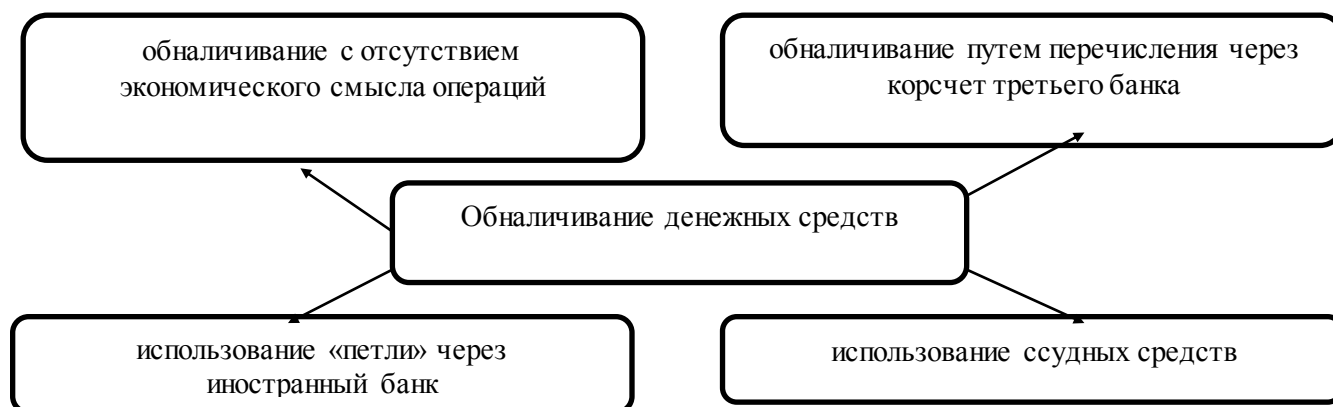 обналичивание с отсутствием
экономического смысла операций
обналичивание путем перечисления через
корсчет третьего банка
Обналичивание денежных средств
использование «петли» через
иностранный банк
использование ссудных средств